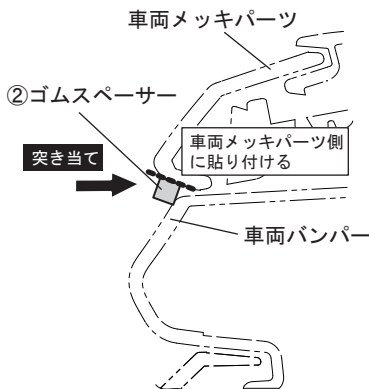 車両メッキパーツ
②ゴムスペーサー
突き当て
車両メッキパーツ側
に貼り付ける
車両バンパー